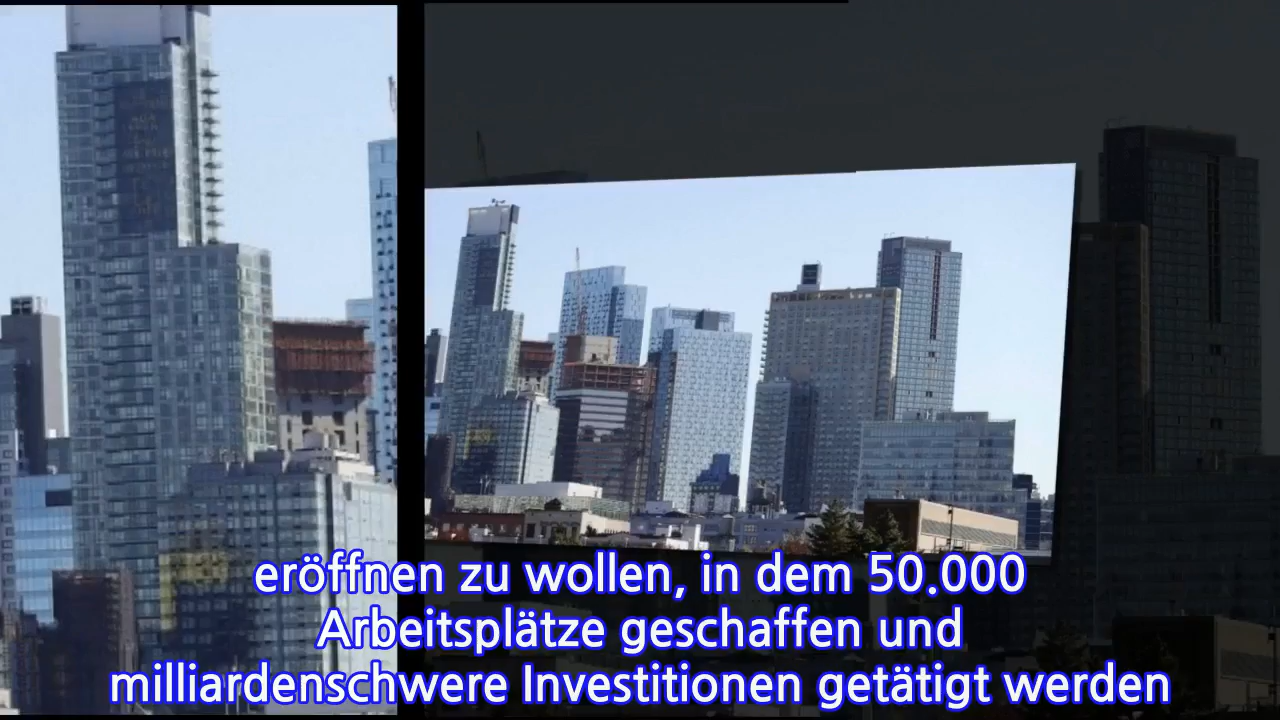 eröffnen zu wollen, in dem 50.000
Arbeitsplätze geschaffen und
milliardenschwere Investitionen getätigt werden